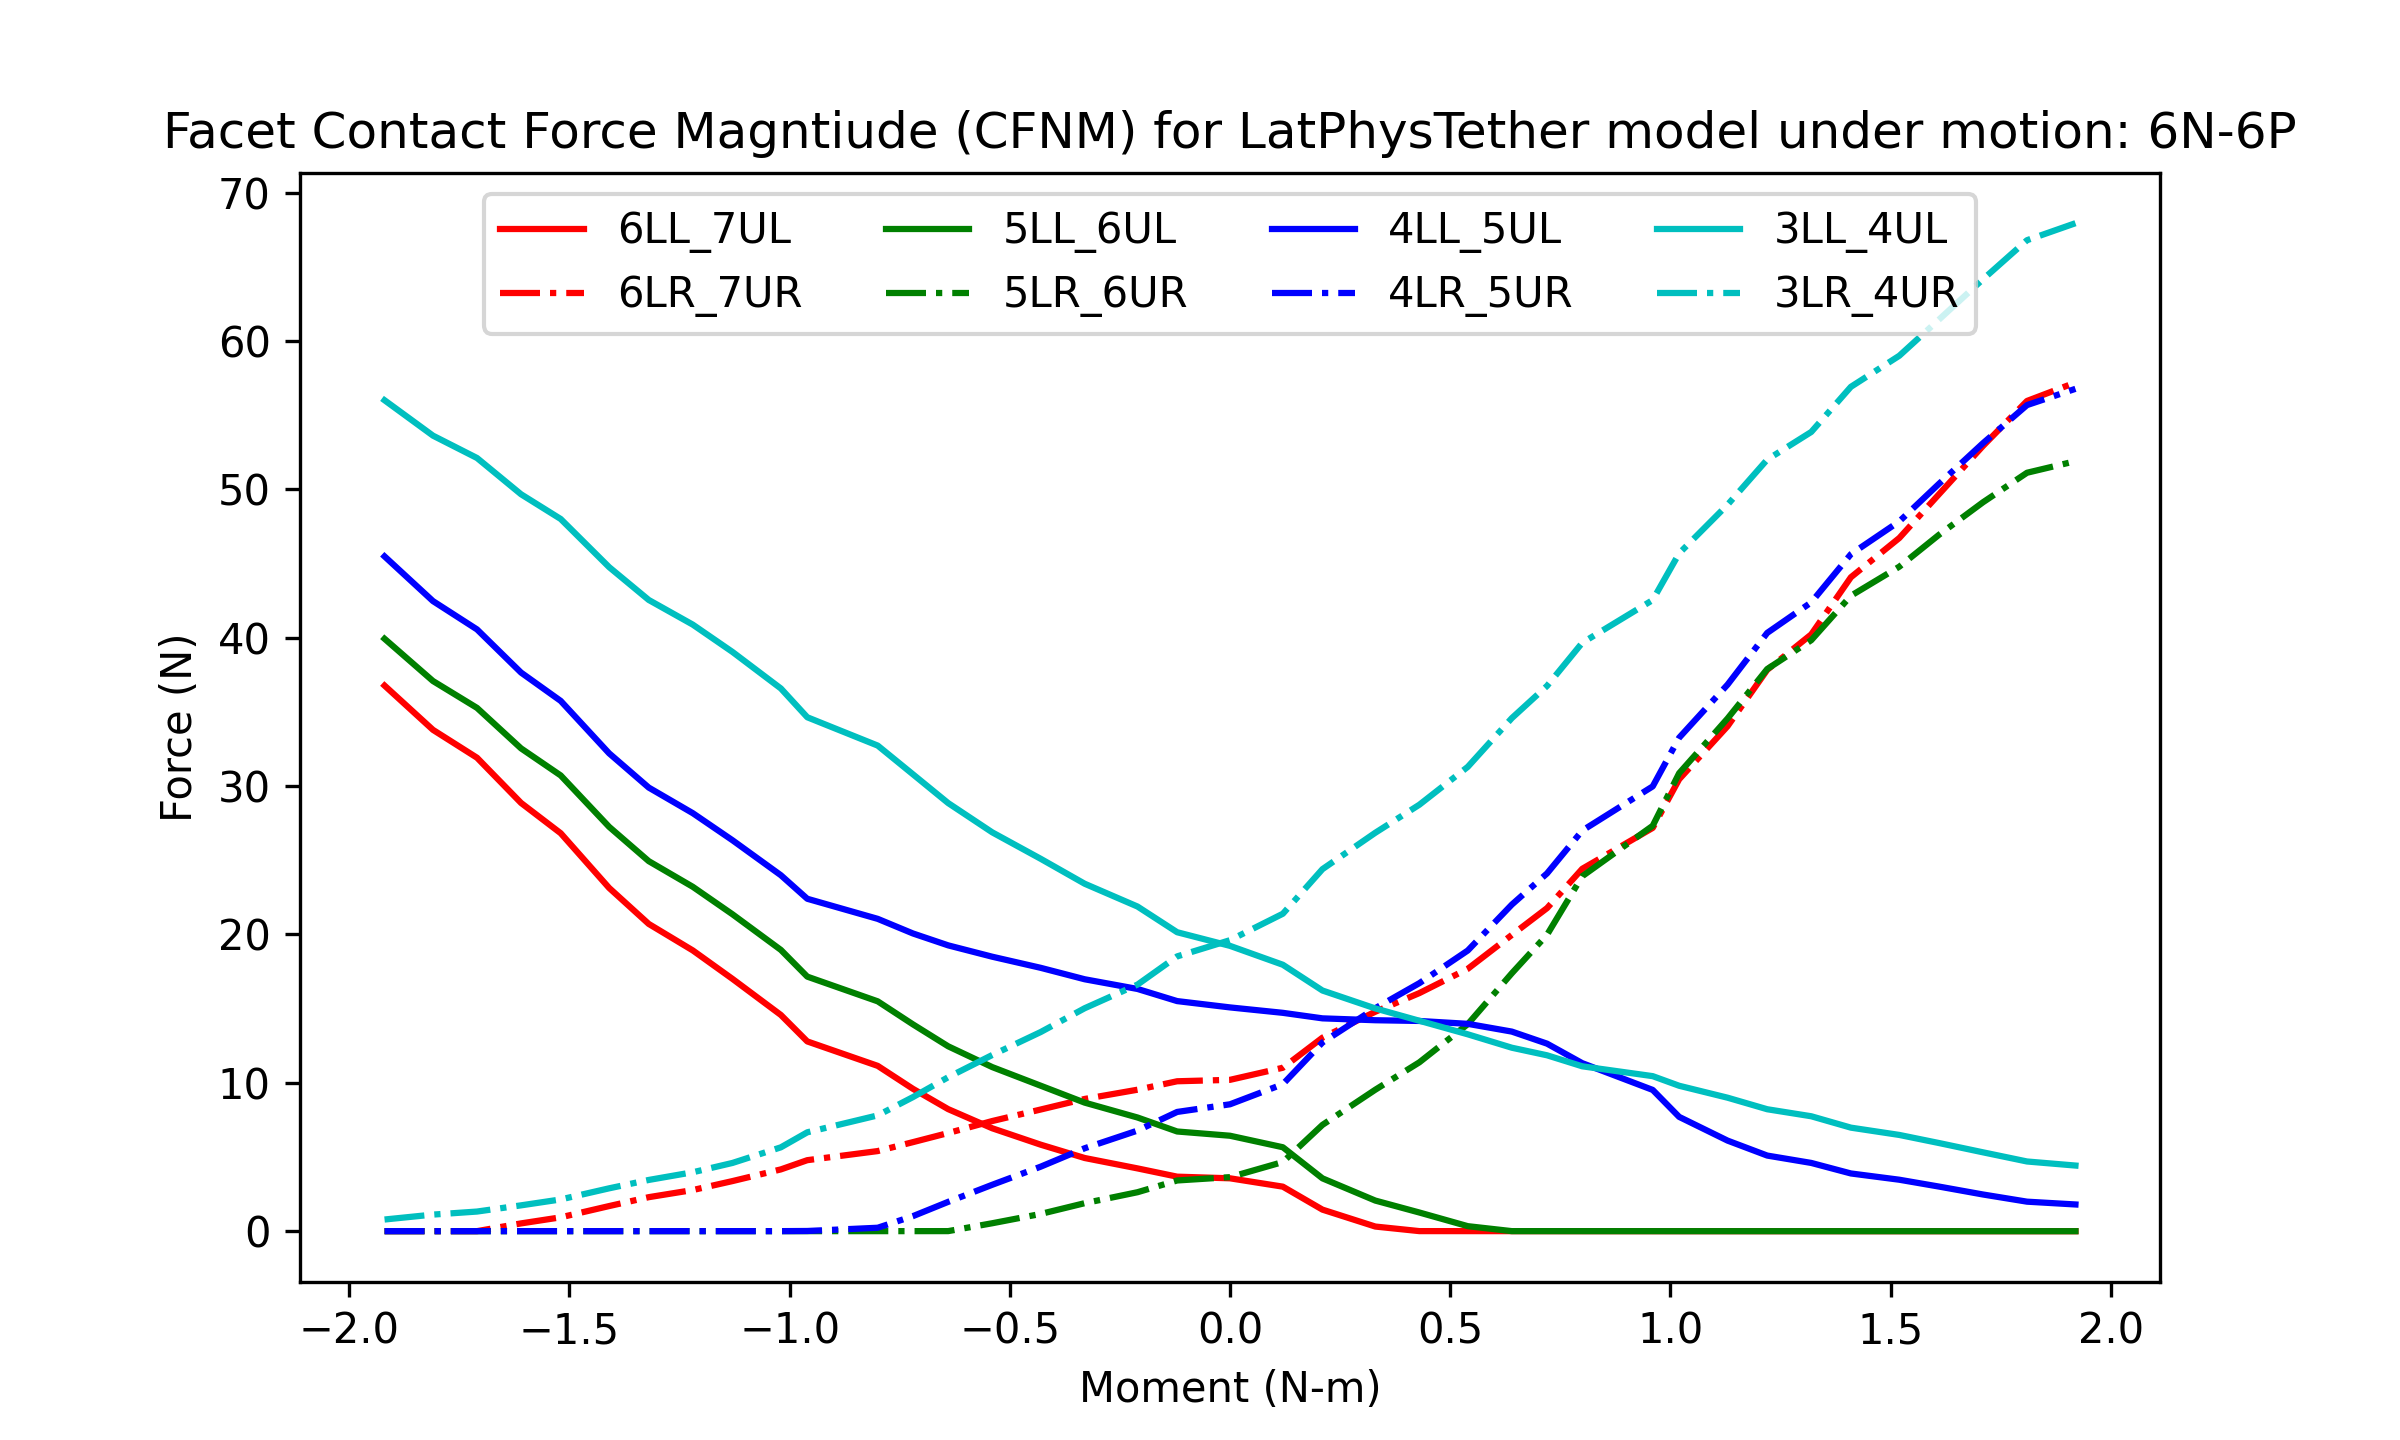 Facet Contact Force Magntiude (CFNM) for LatPhysTether model under motion: 6N-6P
70
60
50
40
30
20
10
0
Force (N)
6LL_7UL 5LL_6UL 4LL_5UL 3LL_4UL
6LR_7UR 5LR_6UR 4LR_5UR 3LR_4UR
−2.0 −1.5 −1.0 −0.5 0.0 0.5 1.0 1.5 2.0
Moment (N-m)